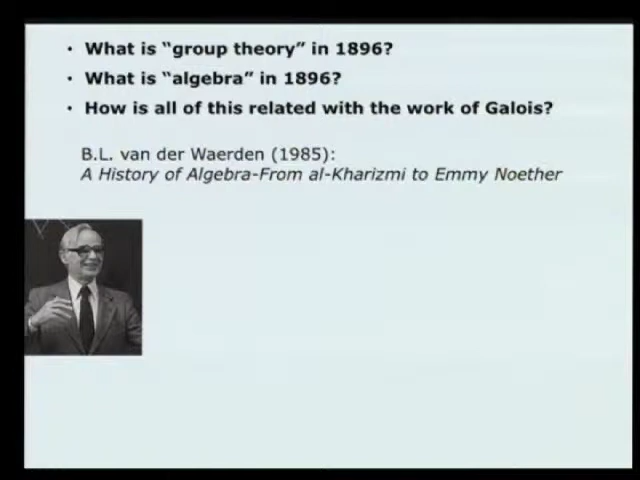 • What is “group theory” in 1896?
• What is “algebra” in 1896?
• How is all of this related with the work of Galois?
B.L. van der Waerden (1985):
A History of Algebra-From al-Kharizmi to Emmy Noether